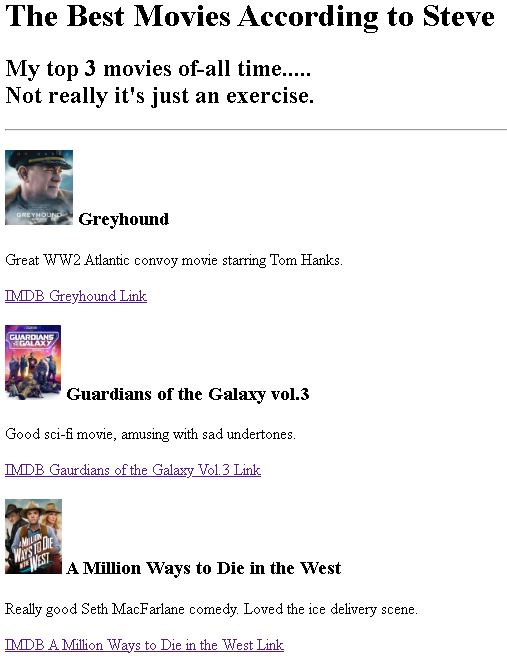 The Best Movies According to Steve
My top 3 movies of-all time.....
Not really it's just an exercise.
GREYHOUND
Greyhound
Great WW2 Atlantic convoy movie starring Tom Hanks.
IMDB Greyhound Link
GUARDIANS
OF THE
GALAXY
Guardians of the Galaxy vol.3
Good sci-fi movie, amusing with sad undertones.
IMDB Gaurdians of the Galaxy Vol.3 Link
A MILLION
WAYS TO DIE
IN THE WEST
A Million Ways to Die in the West
Really good Seth MacFarlane comedy. Loved the ice delivery scene.
IMDB A Million Ways to Die in the West Link